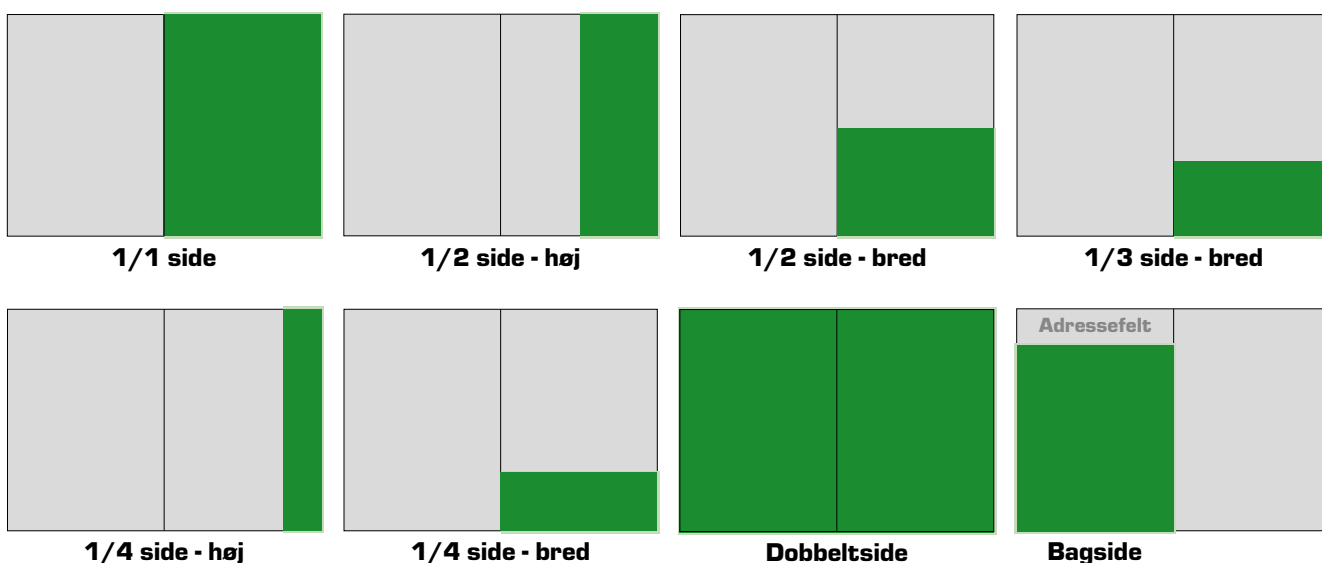 1/1 side
1/2 side - høj
1/2 side - bred
1/3 side - bred
Adressefelt
1/4 side - høj
1/4 side - bred
Dobbeltside
Bagside